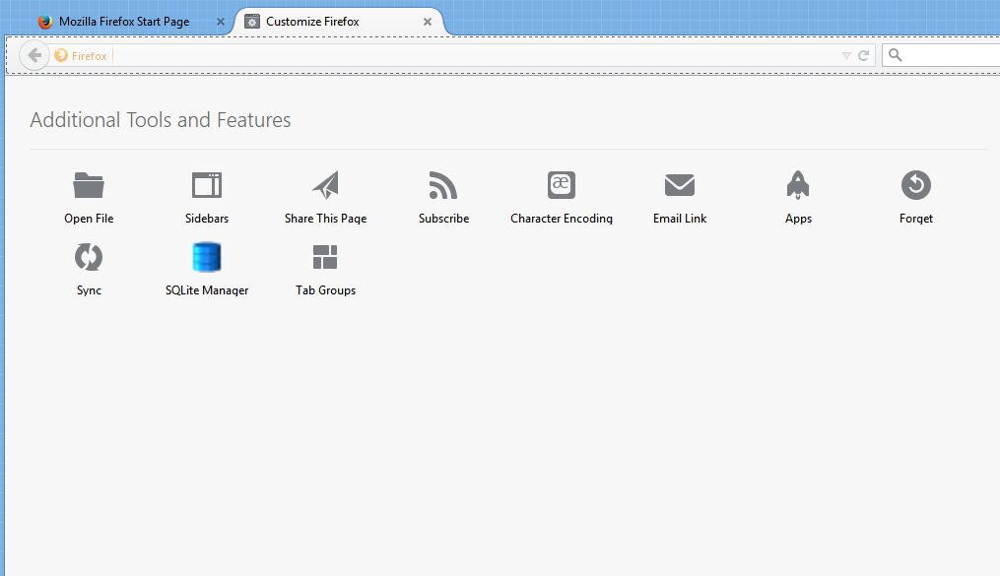 Mozilla Firefox Start Page
Customize Firefox
Firefox
Additional Tools and Features
Open File
Sidebars
Share This Page
Subscribe
æ
Character Encoding
Email Link
Apps
Forget
Sync
SQLite Manager
Tab Groups